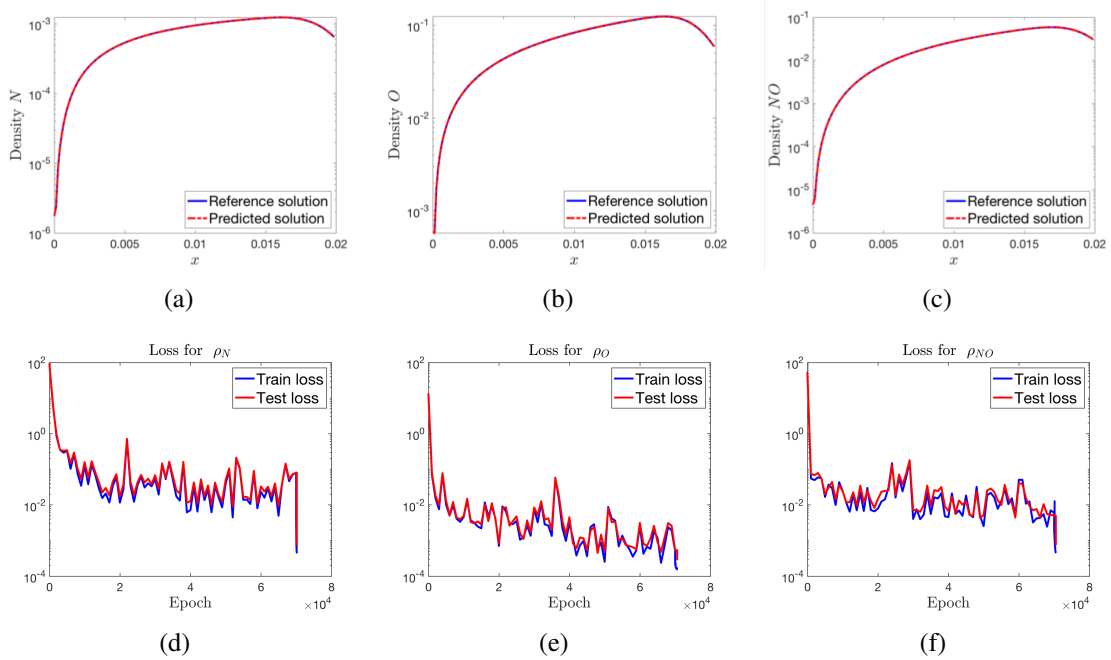 10^{-3}
10^{-4}
10^{-5}
10^{-6}
Density N
0 0.005 0.01 0.015 0.02
x
Reference solution
Predicted solution
(a)
10^{-1}
10^{-2}
10^{-3}
Density O
0 0.005 0.01 0.015 0.02
x
Reference solution
Predicted solution
(b)
10^{-1}
10^{-2}
10^{-3}
10^{-4}
10^{-5}
10^{-6}
Density NO
0 0.005 0.01 0.015 0.02
x
Reference solution
Predicted solution
(c)
Loss for ρ_N
10^{2}
10^{0}
10^{-2}
10^{-4}
Train loss
Test loss
0 2 4 6 8
Epoch
×10^{4}
(d)
Loss for ρ_O
10^{2}
10^{0}
10^{-2}
10^{-4}
Train loss
Test loss
0 2 4 6 8
Epoch
×10^{4}
(e)
Loss for ρ_{NO}
10^{2}
10^{0}
10^{-2}
10^{-4}
Train loss
Test loss
0 2 4 6 8
Epoch
×10^{4}
(f)